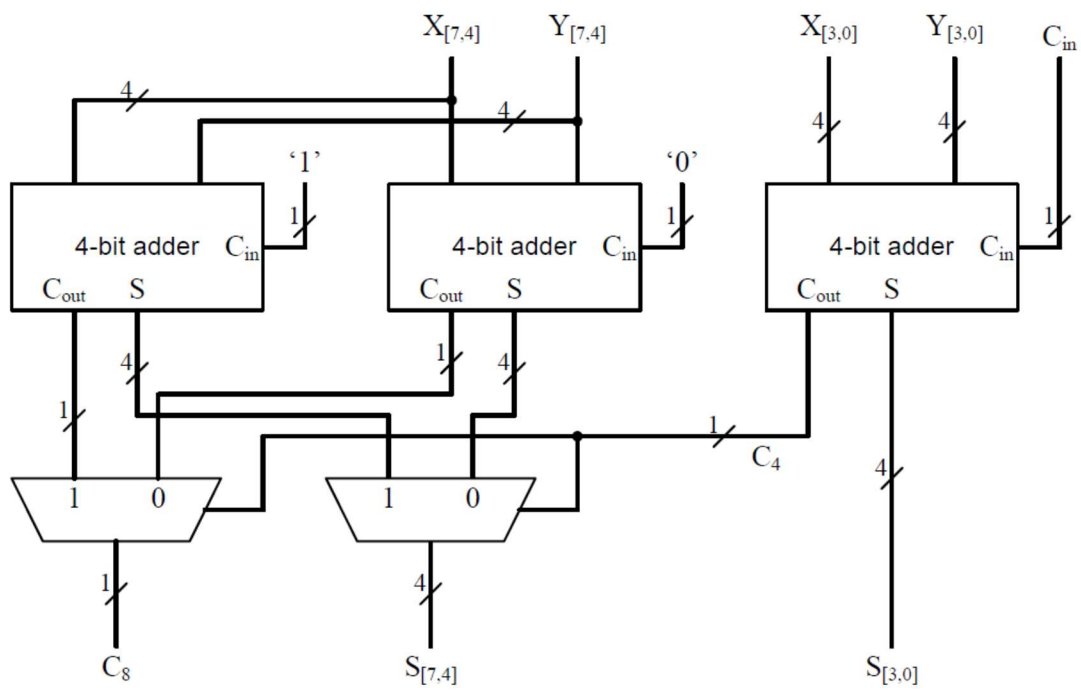 X[7,4] Y[7,4] X[3,0] Y[3,0] Cin
4 4 4 4
‘1’ ‘0’
1 1 1
4-bit adder Cin 4-bit adder Cin 4-bit adder Cin
Cout S Cout S Cout S
4 1 4
1 1 C4 4
1 0 1 0
1 4
C8 S[7,4] S[3,0]